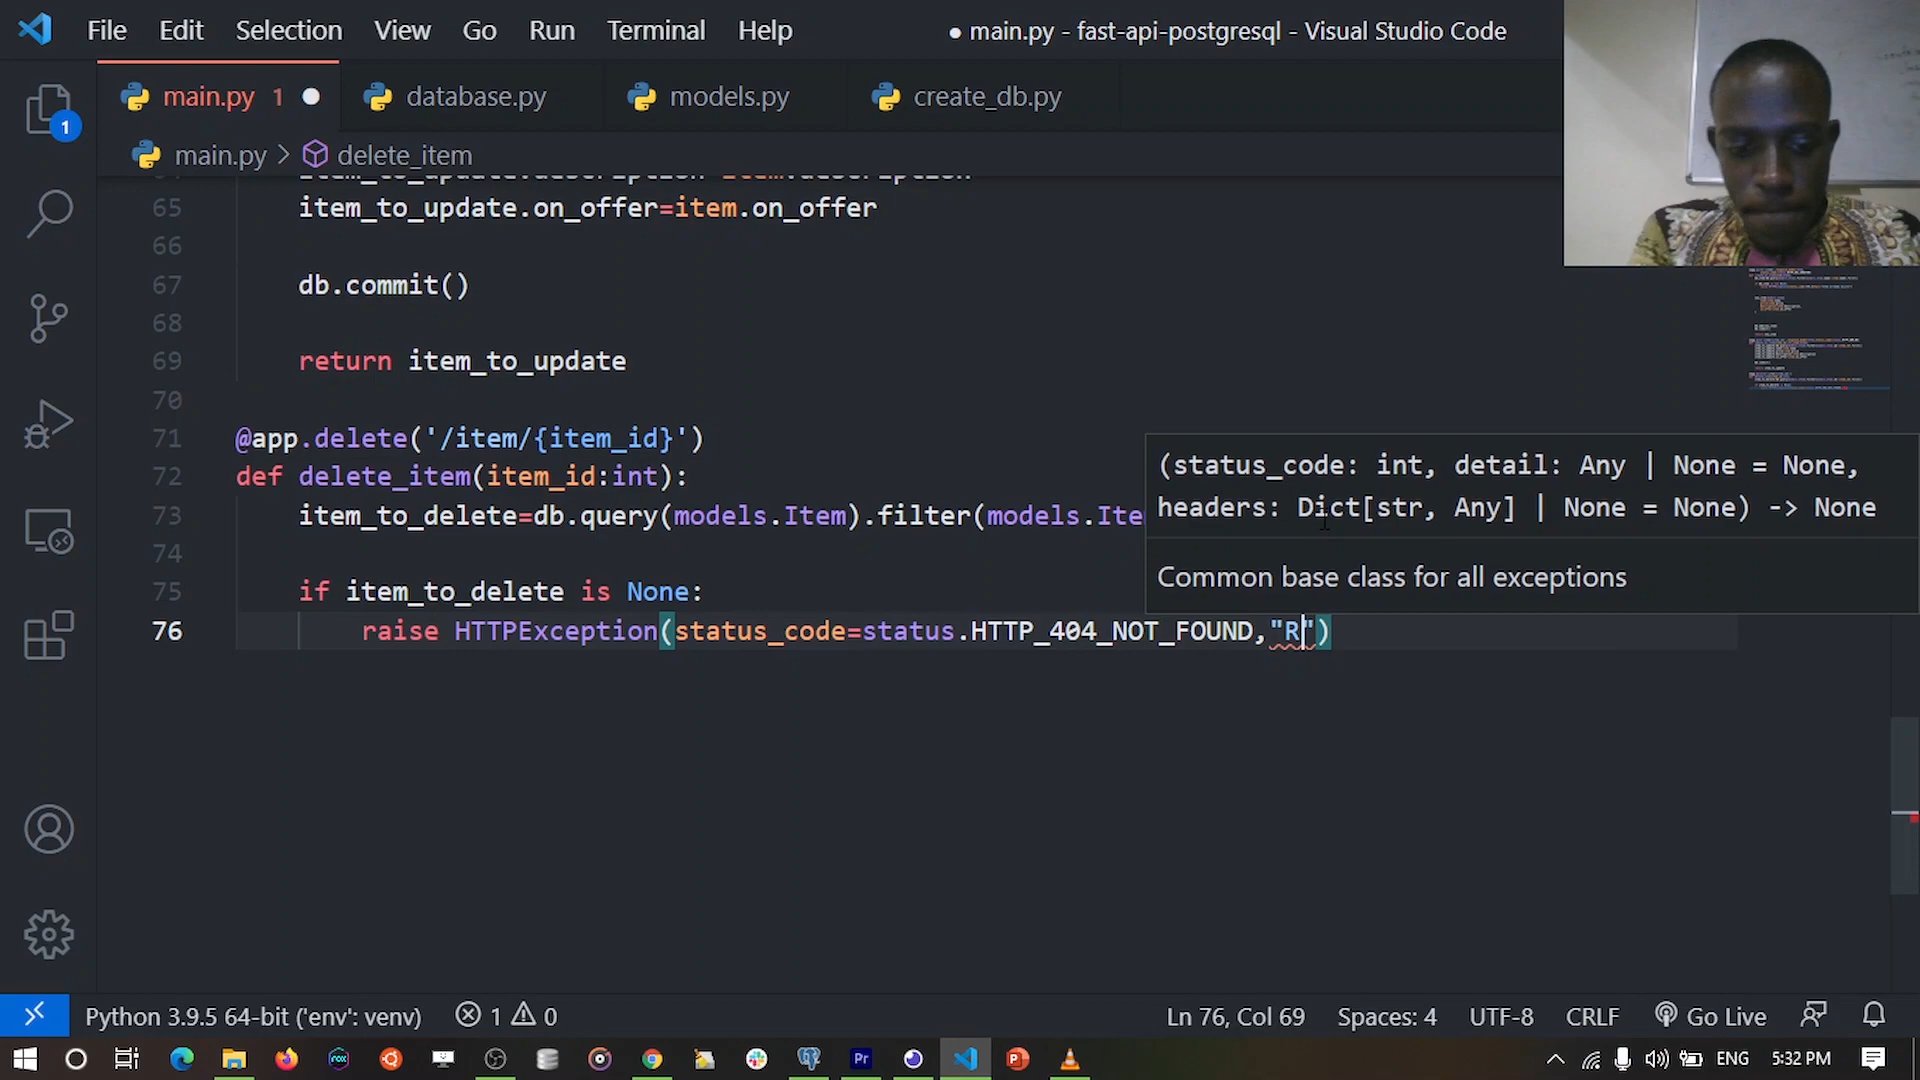 File Edit Selection View Go Run Terminal Help
● main.py - fast-api-postgresql - Visual Studio Code
main.py 1 ● database.py models.py create_db.py
main.py > delete_item
1
65 item_to_update.on_offer=item.on_offer
66
67 db.commit()
68
69 return item_to_update
70
71 @app.delete('/item/{item_id}')
72 def delete_item(item_id:int):
73 item_to_delete=db.query(models.Item).filter(models.Ite
74
75 if item_to_delete is None:
76 raise HTTPException(status_code=status.HTTP_404_NOT_FOUND,"R")
(status_code: int, detail: Any | None = None,
headers: Dict[str, Any] | None = None) -> None
Common base class for all exceptions
Python 3.9.5 64-bit ('env': venv) 1 0 Ln 76, Col 69 Spaces: 4 UTF-8 CRLF Go Live
Pr ENG 5:32 PM